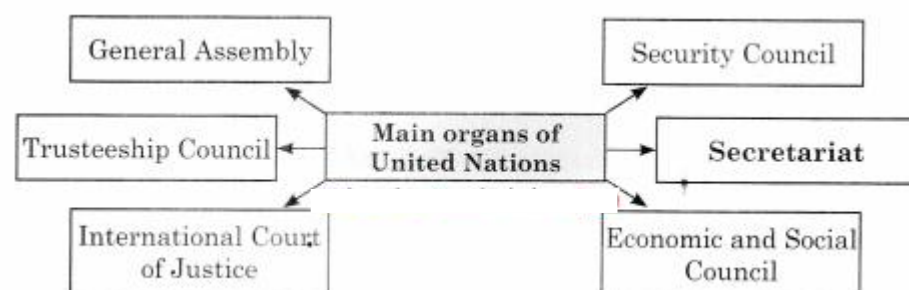 General Assembly
Security Council
Main organs of
United Nations
Trusteeship Council
Secretariat
International Court
of Justice
Economic and Social
Council